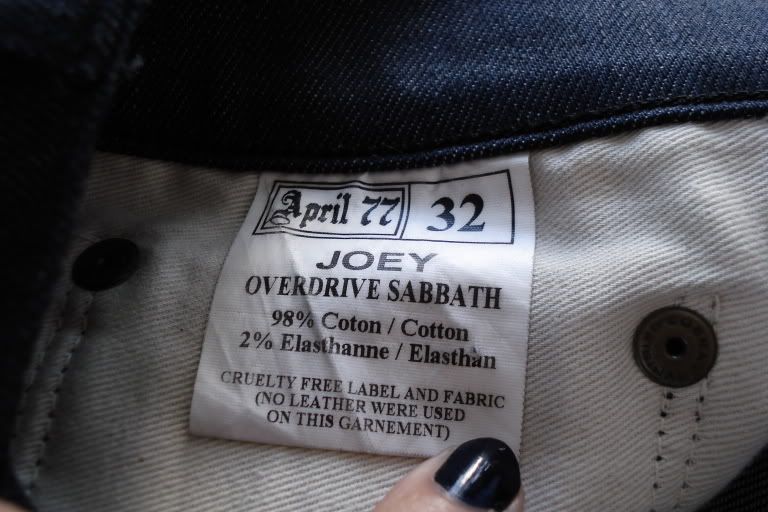 April 77 32
JOEY
OVERDRIVE SABBATH
98% Coton / Cotton
2% Elasthanne / Elasthan
CRUELTY FREE LABEL AND FABRIC
(NO LEATHER WERE USED
ON THIS GARNEMENT)